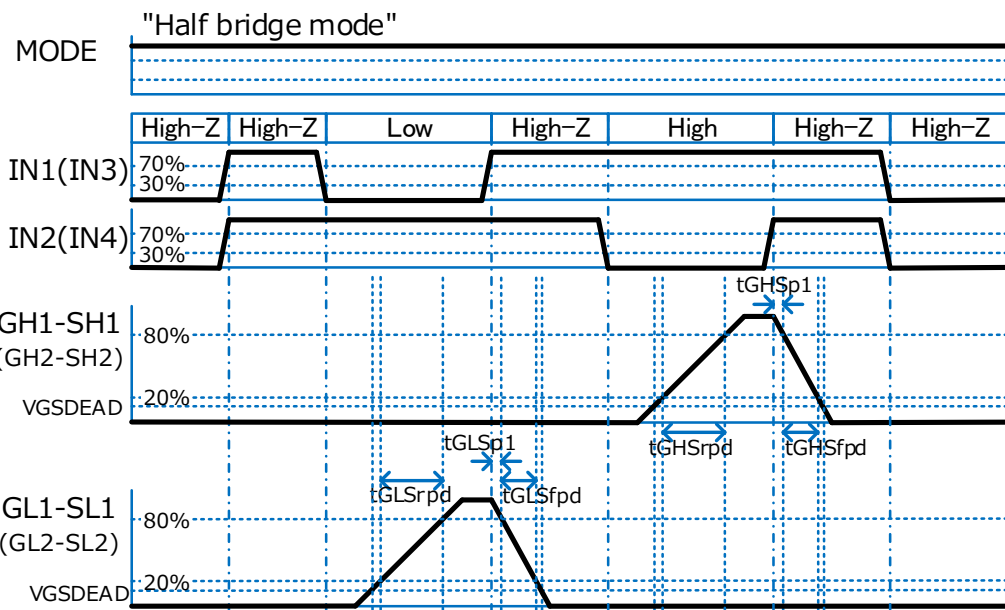 "Half bridge mode"
MODE
High-Z High-Z Low High-Z High High-Z High-Z
IN1(IN3)
70%
30%
IN2(IN4)
70%
30%
tGHSp1
GH1-SH1
80%
(GH2-SH2)
20%
VGSDEAD
tGLSp1
tGHSrpd
tGHSfpd
tGLSrpd
tGLSfpd
GL1-SL1
80%
(GL2-SL2)
20%
VGSDEAD